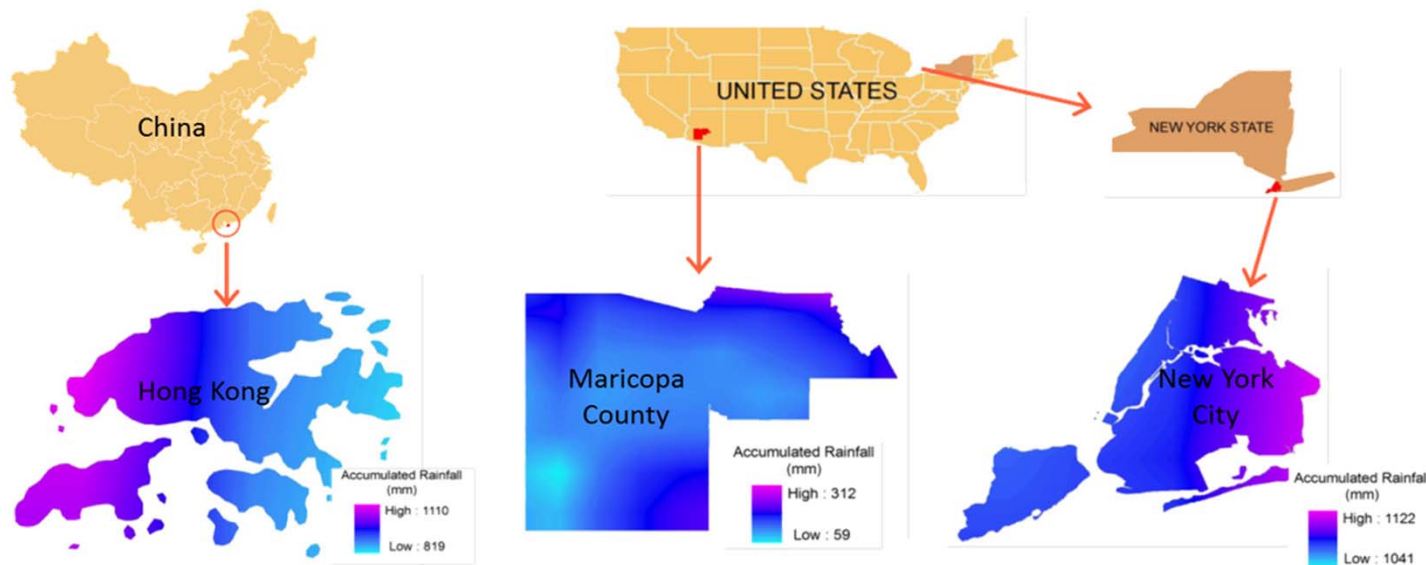 China
UNITED STATES
NEW YORK STATE
Hong Kong
Accumulated Rainfall
(mm)
High : 1110
Low : 819
Maricopa
County
Accumulated Rainfall
(mm)
High : 312
Low : 59
New York
City
Accumulated Rainfall
(mm)
High : 1122
Low : 1041